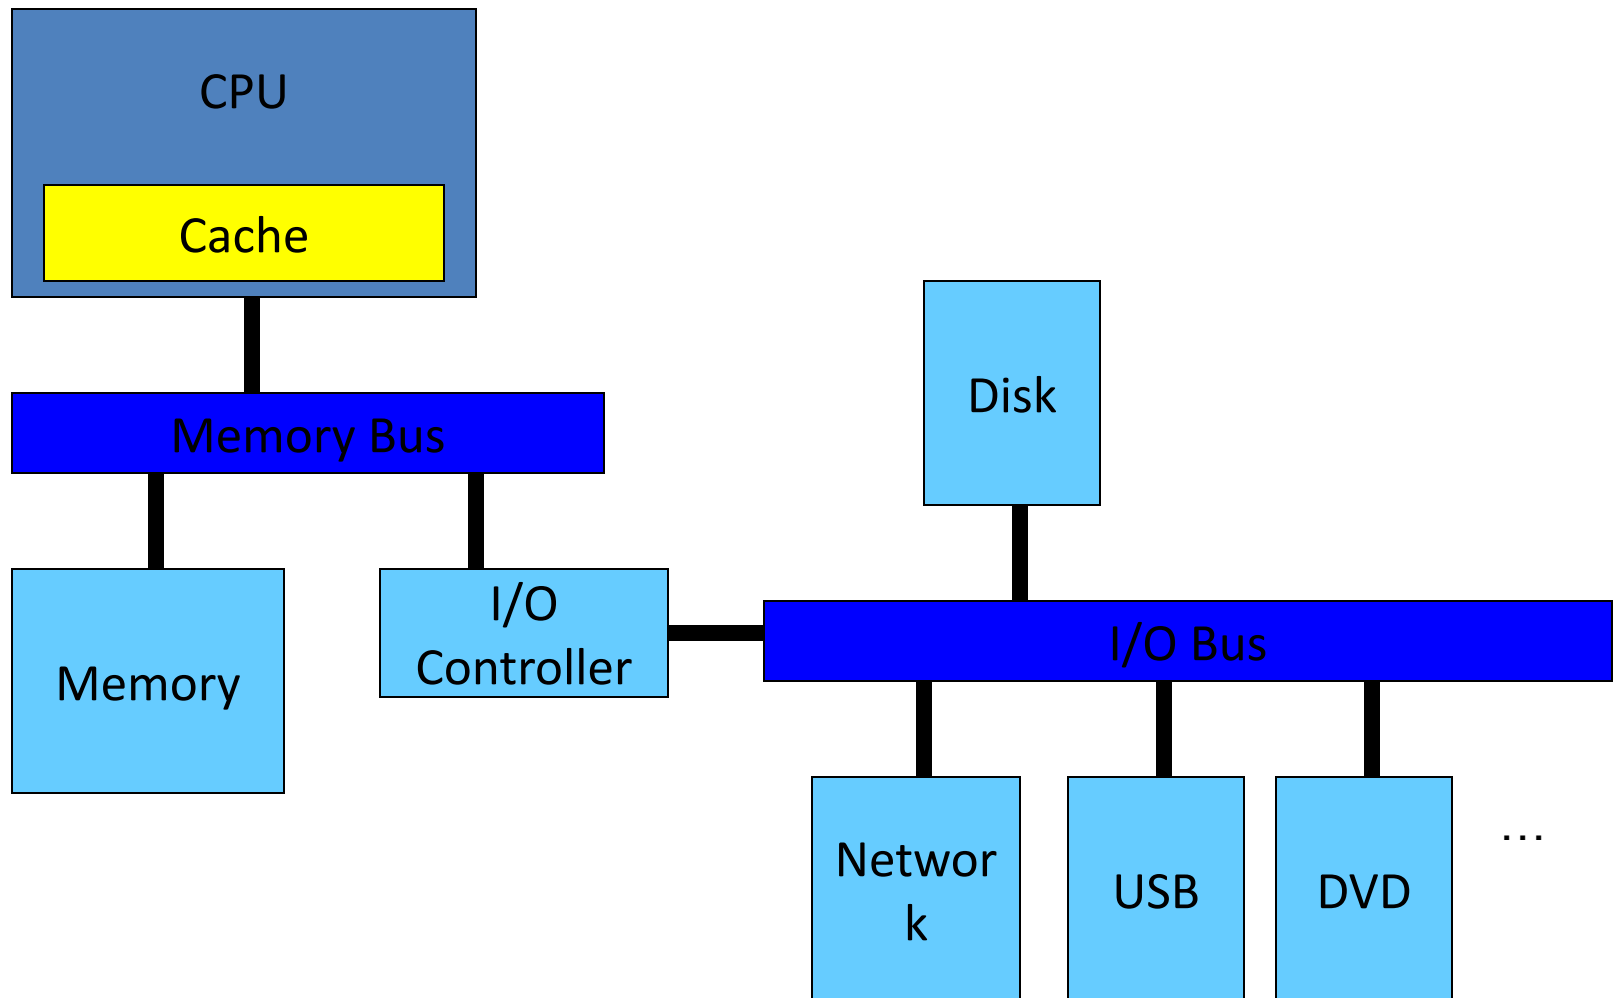 CPU
Cache
Memory Bus
Disk
Memory
I/O
Controller
I/O Bus
Networ
k
USB
DVD
...